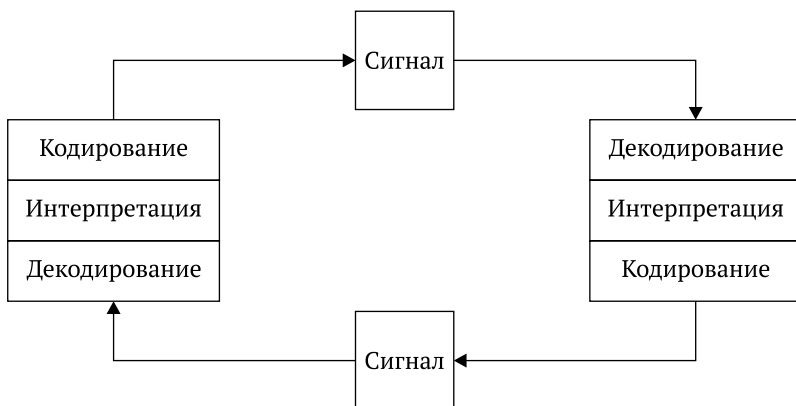 Сигнал
Кодирование
Интерпретация
Декодирование
Декодирование
Интерпретация
Кодирование
Сигнал